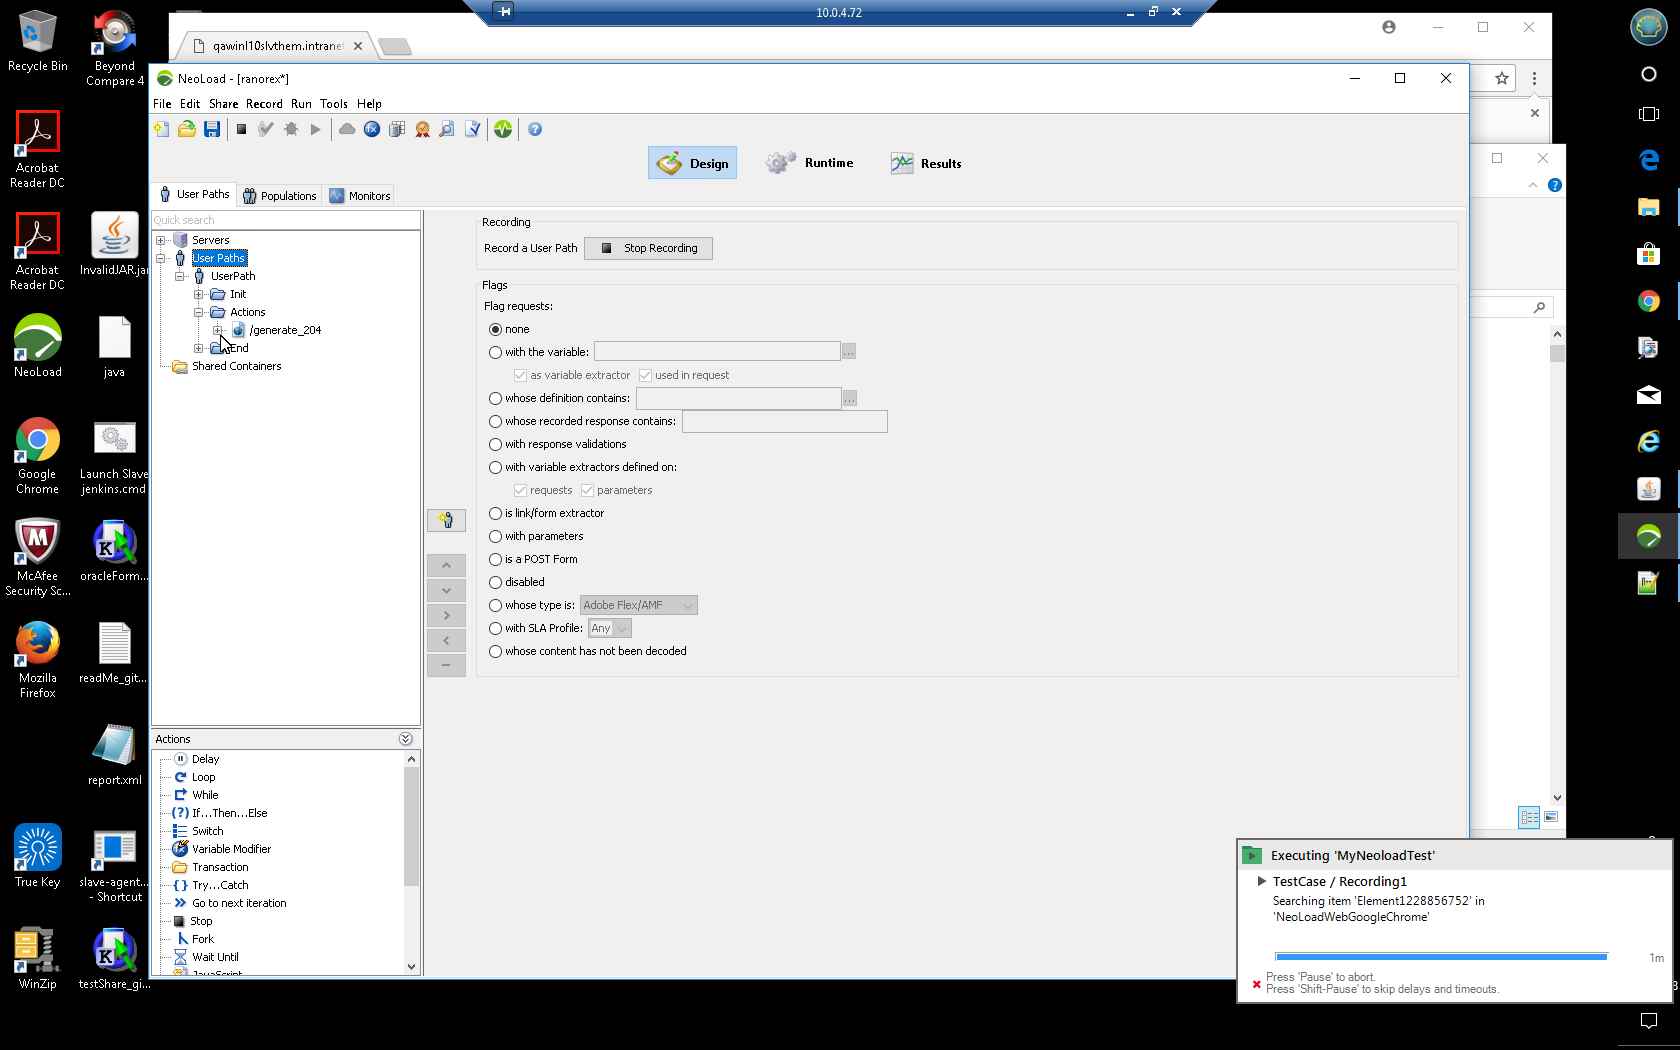 10.0.4.72
Recycle Bin
Beyond
Compare 4
Acrobat
Reader DC
Acrobat
Reader DC
InvalidJAR.jar
NeoLoad
java
Google
Chrome
Launch Slave
jenkins.cmd
McAfee
Security Sc...
oracleForm...
Mozilla
Firefox
readMe_git...
report.xml
True Key
slave-agent...
- Shortcut
WinZip
testShare_gi...
qawinl10slvthem.intranet
NeoLoad - [ranorex*]
File Edit Share Record Run Tools Help
Design
Runtime
Results
User Paths
Populations
Monitors
Quick search
Servers
User Paths
UserPath
Init
Actions
/generate_204
End
Shared Containers
Recording
Record a User Path
Stop Recording
Flags
Flag requests:
none
with the variable:
...
as variable extractor
used in request
whose definition contains:
...
whose recorded response contains:
with response validations
with variable extractors defined on:
requests
parameters
is link/form extractor
with parameters
is a POST Form
disabled
whose type is: Adobe Flex/AMF
with SLA Profile: Any
whose content has not been decoded
Actions
Delay
Loop
While
If...Then...Else
Switch
Variable Modifier
Transaction
Try...Catch
Go to next iteration
Stop
Fork
Wait Until
JavaScript
Executing 'MyNeoloadTest'
TestCase / Recording1
Searching item 'Element1228856752' in
'NeoLoadWebGoogleChrome'
1m
Press 'Pause' to abort.
Press 'Shift-Pause' to skip delays and timeouts.